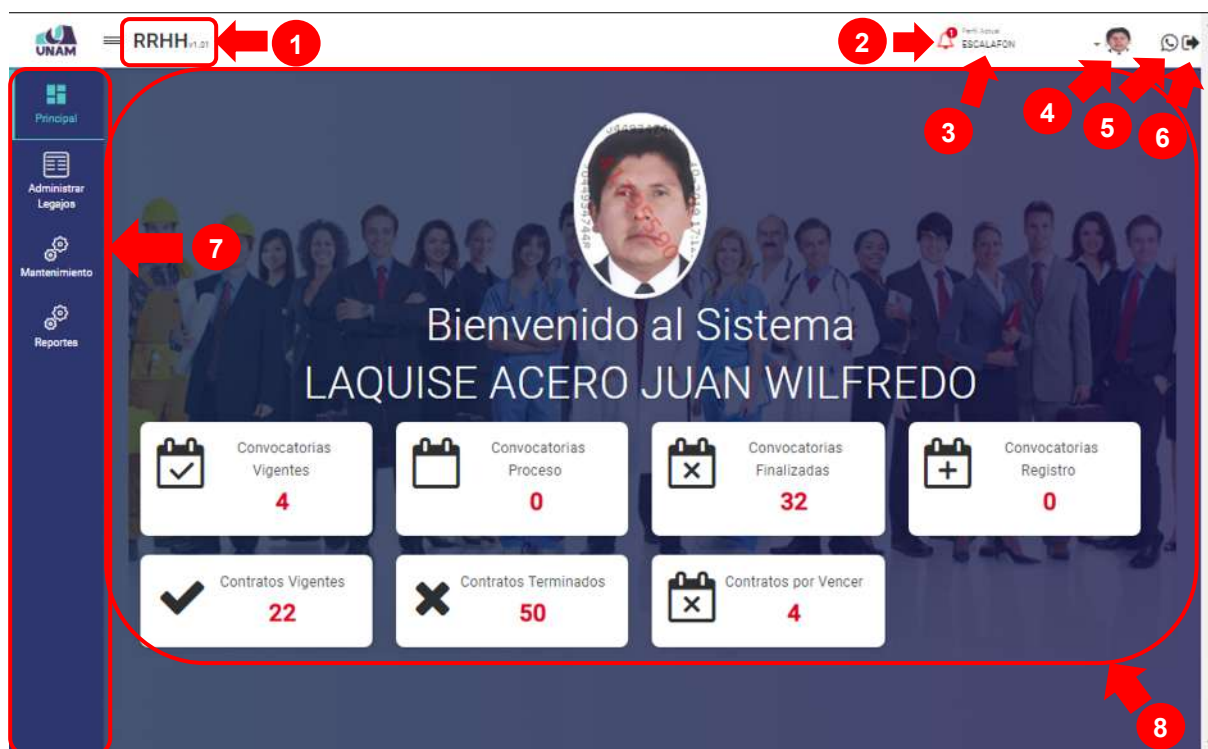 UNAM
RRHH v1.01
1
2
1
Perfil Actual
ESCALAFON
3
4
5
6
Principal
Administrar
Legajos
Mantenimiento
Reportes
7
Bienvenido al Sistema
LAQUISE ACERO JUAN WILFREDO
Convocatorias
Vigentes
4
Convocatorias
Proceso
0
Convocatorias
Finalizadas
32
Convocatorias
Registro
0
Contratos Vigentes
22
Contratos Terminados
50
Contratos por Vencer
4
8